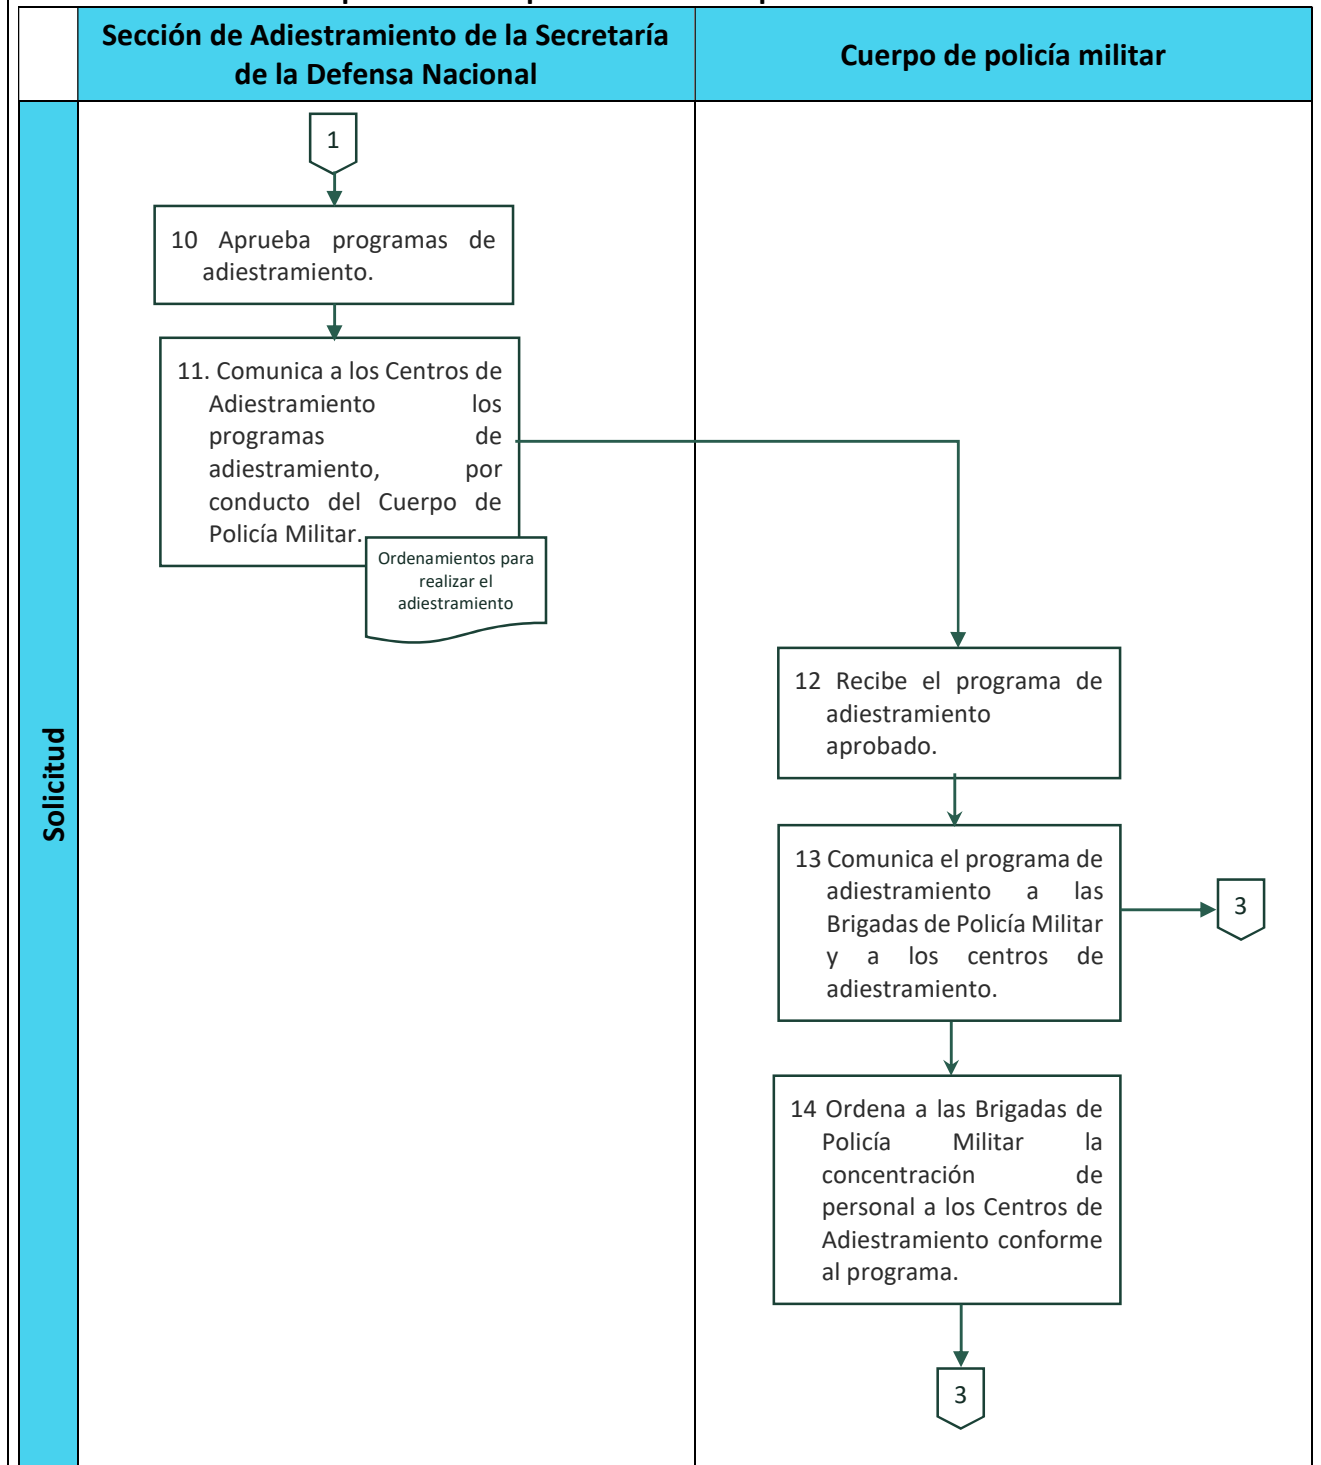 Sección de Adiestramiento de la Secretaría
de la Defensa Nacional
Cuerpo de policía militar
Solicitud
1
10 Aprueba programas de
adiestramiento.
11. Comunica a los Centros de
Adiestramiento los
programas de
adiestramiento, por
conducto del Cuerpo de
Policía Militar.
Ordenamientos para
realizar el
adiestramiento
12 Recibe el programa de
adiestramiento
aprobado.
13 Comunica el programa de
adiestramiento a las
Brigadas de Policía Militar
y a los centros de
adiestramiento.
3
14 Ordena a las Brigadas de
Policía Militar la
concentración de
personal a los Centros de
Adiestramiento conforme
al programa.
3